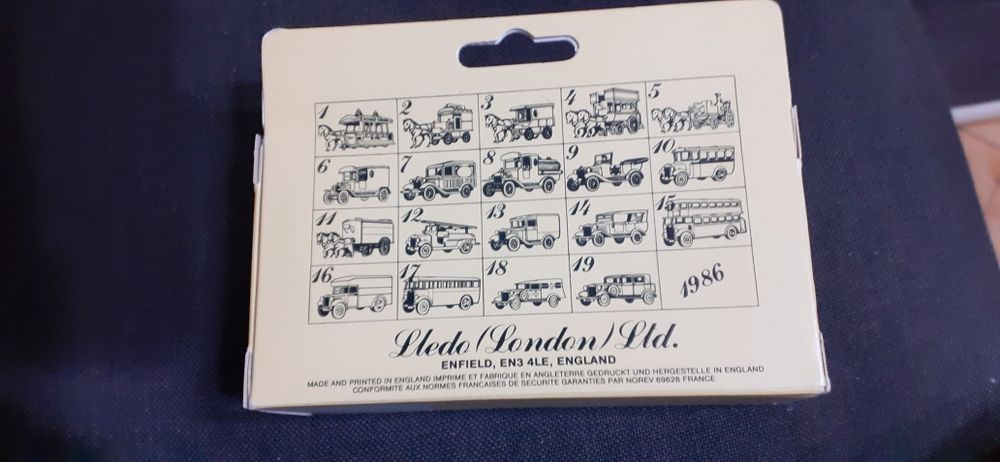 1 2 3 4 5
6 7 8 9 10
11 12 13 14 15
16 17 18 19 1986
Lledo (London) Ltd.
ENFIELD, EN3 4LE, ENGLAND
MADE AND PRINTED IN ENGLAND IMPRIME ET FABRIQUE EN ANGLETERRE GEDRUCKT UND HERGESTELLE IN ENGLAND
CONFORMITE AUX NORMES FRANCAISES DE SECURITE GARANTIES PAR NOREV 69628 FRANCE